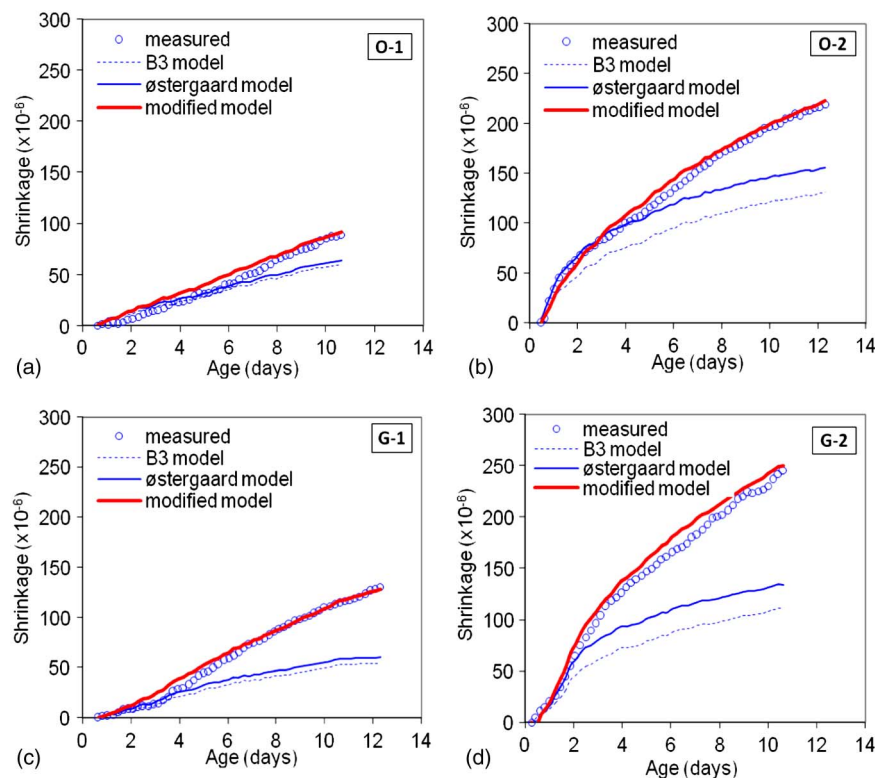 measured
B3 model
østergaard model
modified model
O-1
300
250
200
150
100
50
0
Shrinkage (x10-6)
0 2 4 6 8 10 12 14
Age (days)
(a)
measured
B3 model
østergaard model
modified model
O-2
300
250
200
150
100
50
0
Shrinkage (x10-6)
0 2 4 6 8 10 12 14
Age (days)
(b)
measured
B3 model
østergaard model
modified model
G-1
300
250
200
150
100
50
0
Shrinkage (x10-6)
0 2 4 6 8 10 12 14
Age (days)
(c)
measured
B3 model
østergaard model
modified model
G-2
300
250
200
150
100
50
0
Shrinkage (x10-6)
0 2 4 6 8 10 12 14
Age (days)
(d)